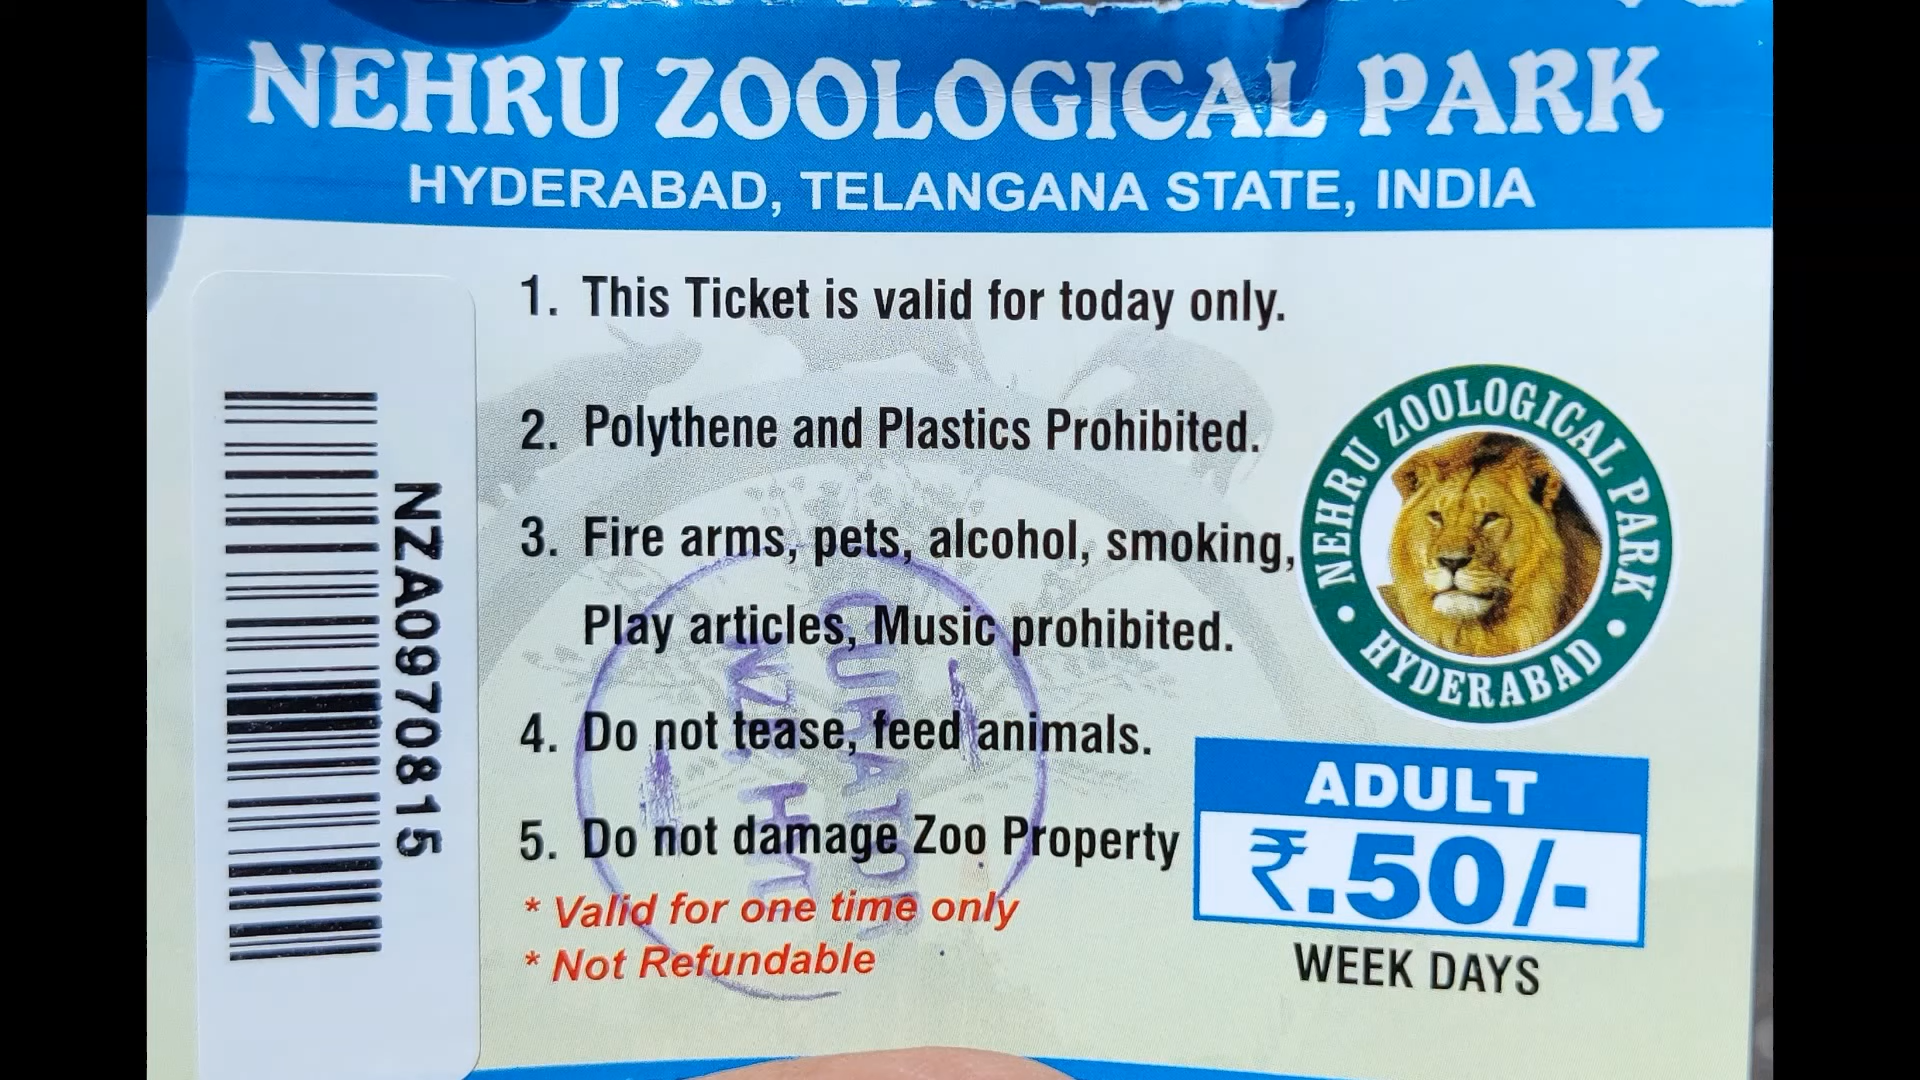 NEHRU ZOOLOGICAL PARK
HYDERABAD, TELANGANA STATE, INDIA
1. This Ticket is valid for today only.
2. Polythene and Plastics Prohibited.
3. Fire arms, pets, alcohol, smoking,
Play articles, Music prohibited.
4. Do not tease, feed animals.
5. Do not damage Zoo Property
* Valid for one time only
* Not Refundable
NZA0970815
NEHRU ZOOLOGICAL PARK
• HYDERABAD •
ADULT
₹.50/-
WEEK DAYS
CURATOR